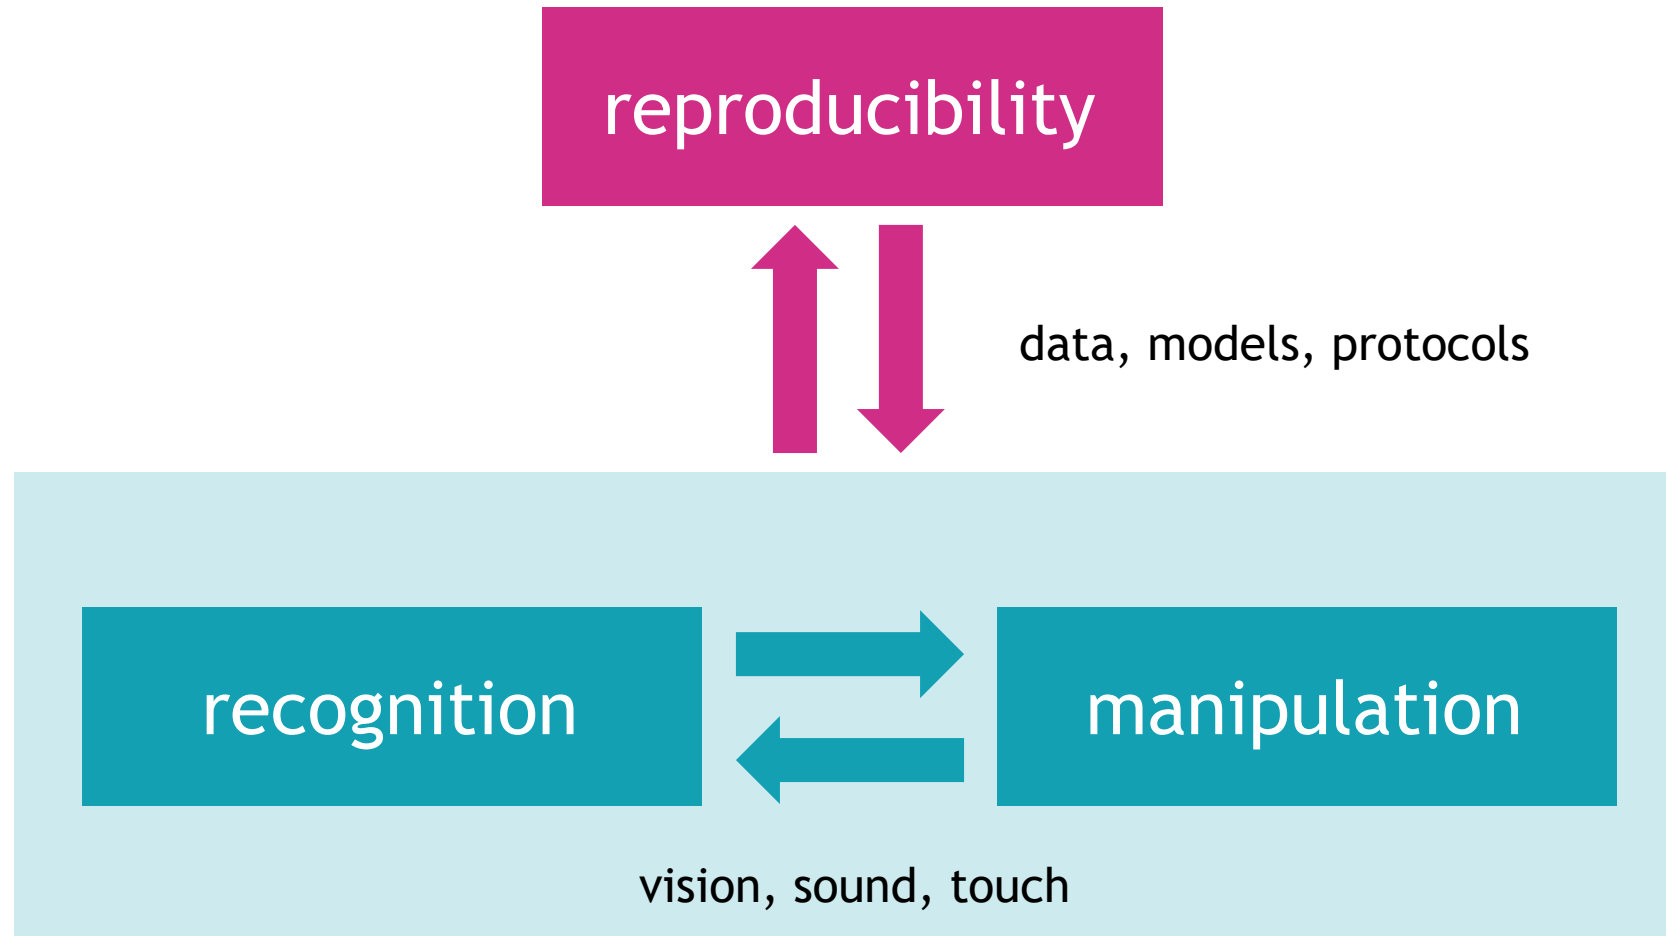 reproducibility
data, models, protocols
recognition
manipulation
vision, sound, touch